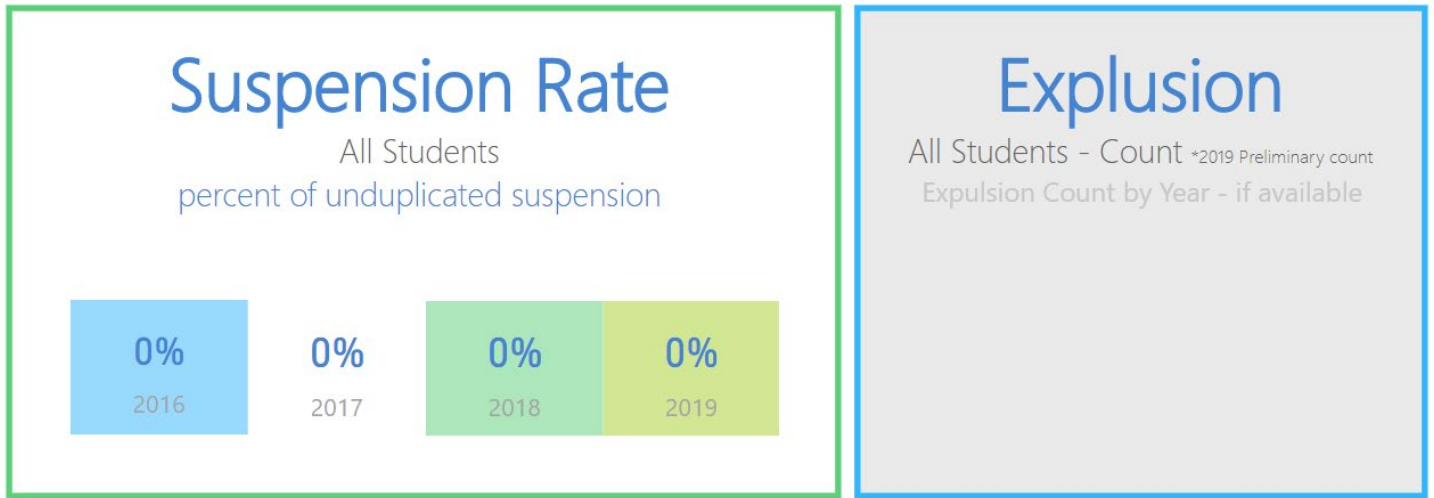 Suspension Rate
All Students
percent of unduplicated suspension
0% 0% 0% 0%
2016 2017 2018 2019
Explusion
All Students - Count *2019 Preliminary count
Expulsion Count by Year - if available